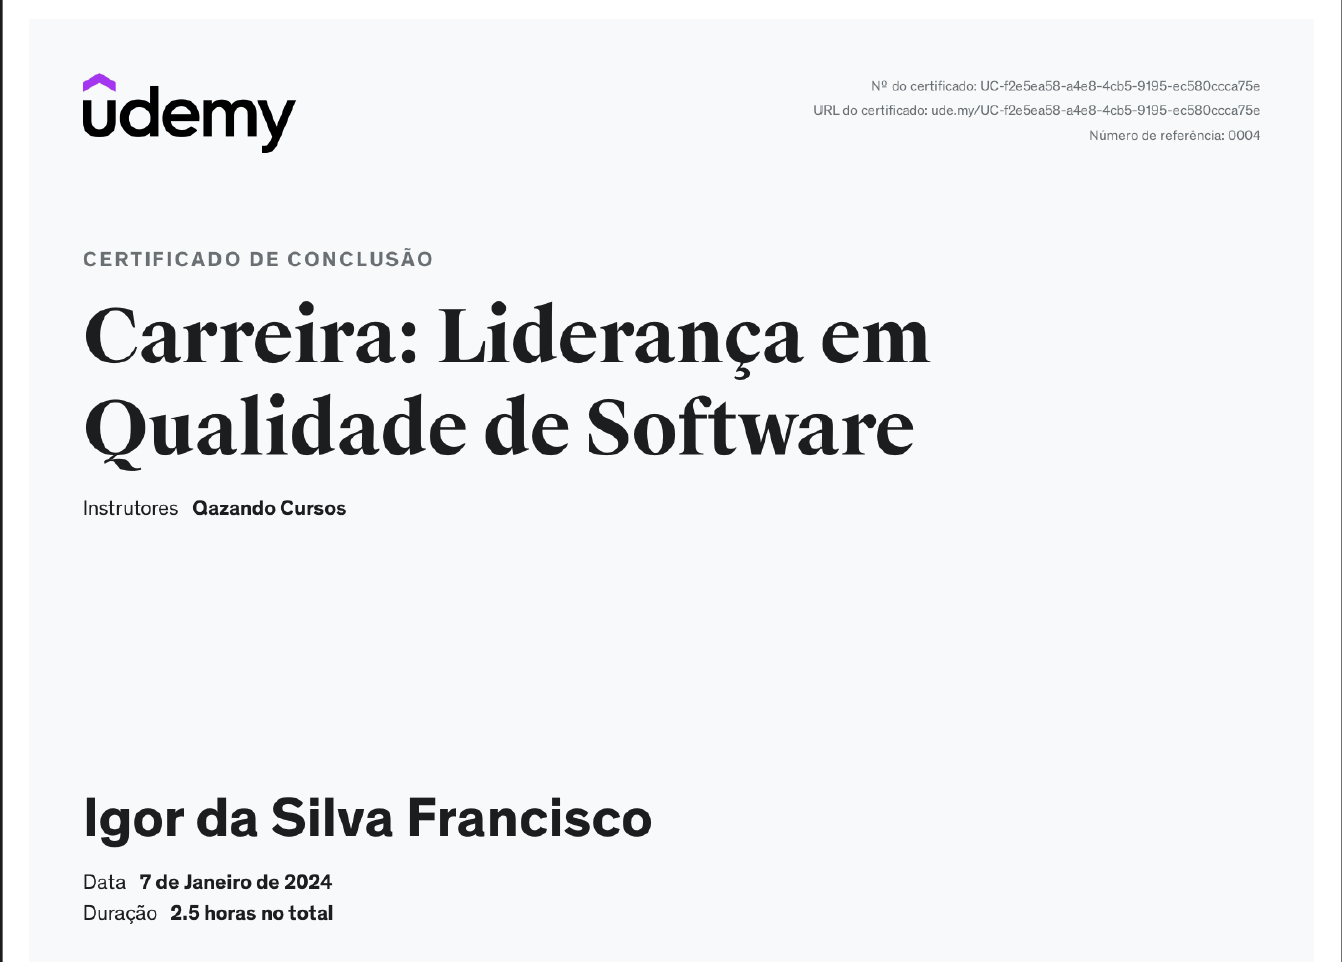 udemy
Nº do certificado: UC-f2e5ea58-a4e8-4cb5-9195-ec580ccca75e
URL do certificado: ude.my/UC-f2e5ea58-a4e8-4cb5-9195-ec580ccca75e
Número de referência: 0004
CERTIFICADO DE CONCLUSÃO
Carreira: Liderança em
Qualidade de Software
Instrutores Qazando Cursos
Igor da Silva Francisco
Data 7 de Janeiro de 2024
Duração 2.5 horas no total